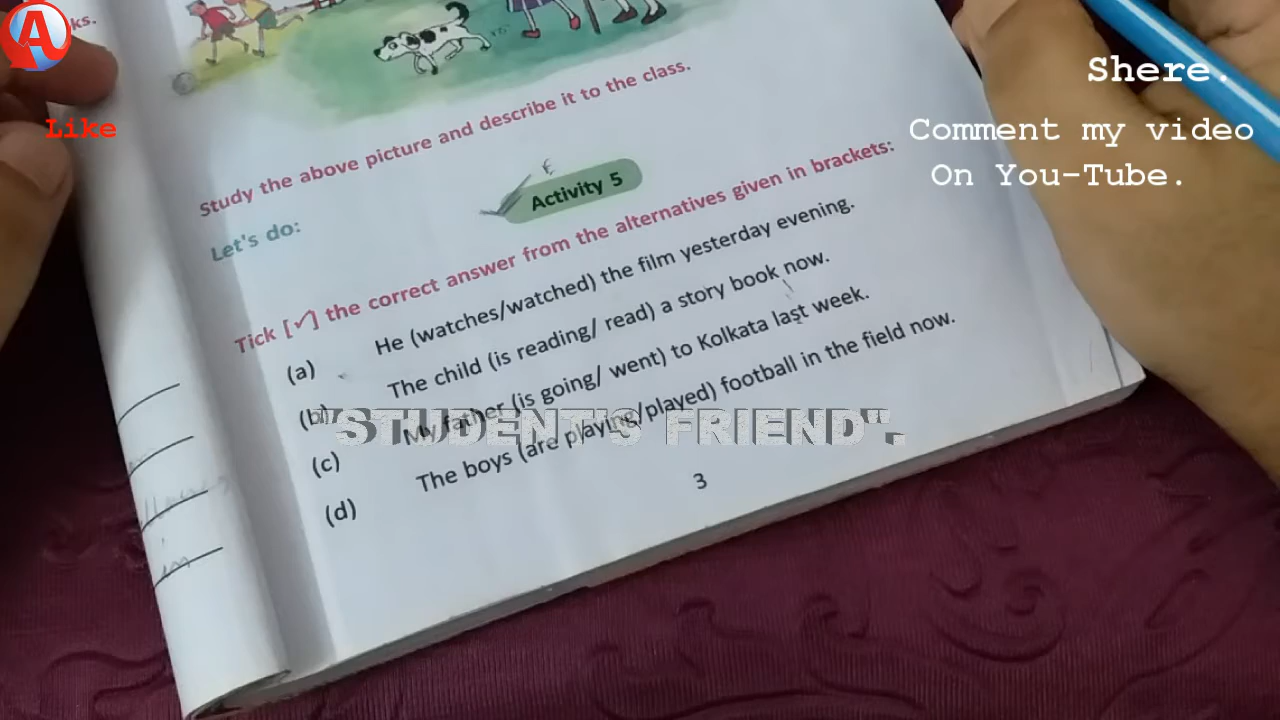 ks.
A
Like
Shere.
Comment my video
On You-Tube.
Study the above picture and describe it to the class.
Let's do:
Activity 5
Tick [✓] the correct answer from the alternatives given in brackets:
(a) He (watches/watched) the film yesterday evening.
(b) The child (is reading/ read) a story book now.
(c) My father (is going/ went) to Kolkata last week.
(d) The boys (are playing/played) football in the field now.
"STUDENT'S FRIEND".
3